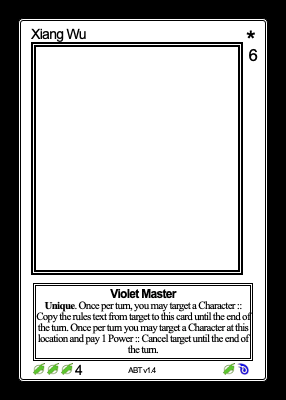 Xiang Wu *
6
Violet Master
Unique. Once per turn, you may target a Character ::
Copy the rules text from target to this card until the end of
the turn. Once per turn you may target a Character at this
location and pay 1 Power :: Cancel target until the end of
the turn.
4 ABT v1.4